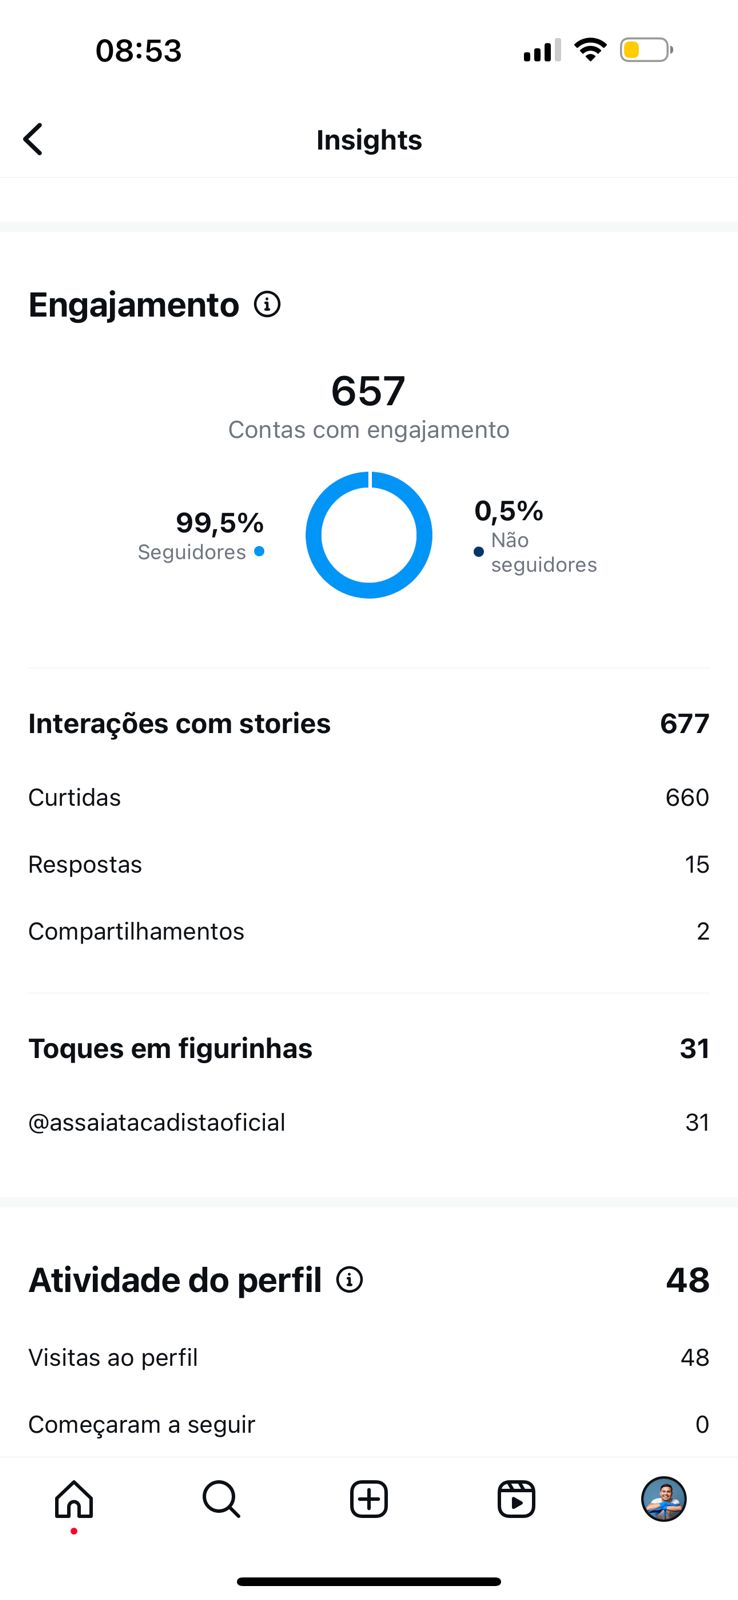 08:53
Insights
Engajamento
657
Contas com engajamento
99,5%
Seguidores
0,5%
Não
seguidores
Interações com stories 677
Curtidas 660
Respostas 15
Compartilhamentos 2
Toques em figurinhas 31
@assaiatacadistaoficial 31
Atividade do perfil 48
Visitas ao perfil 48
Começaram a seguir 0